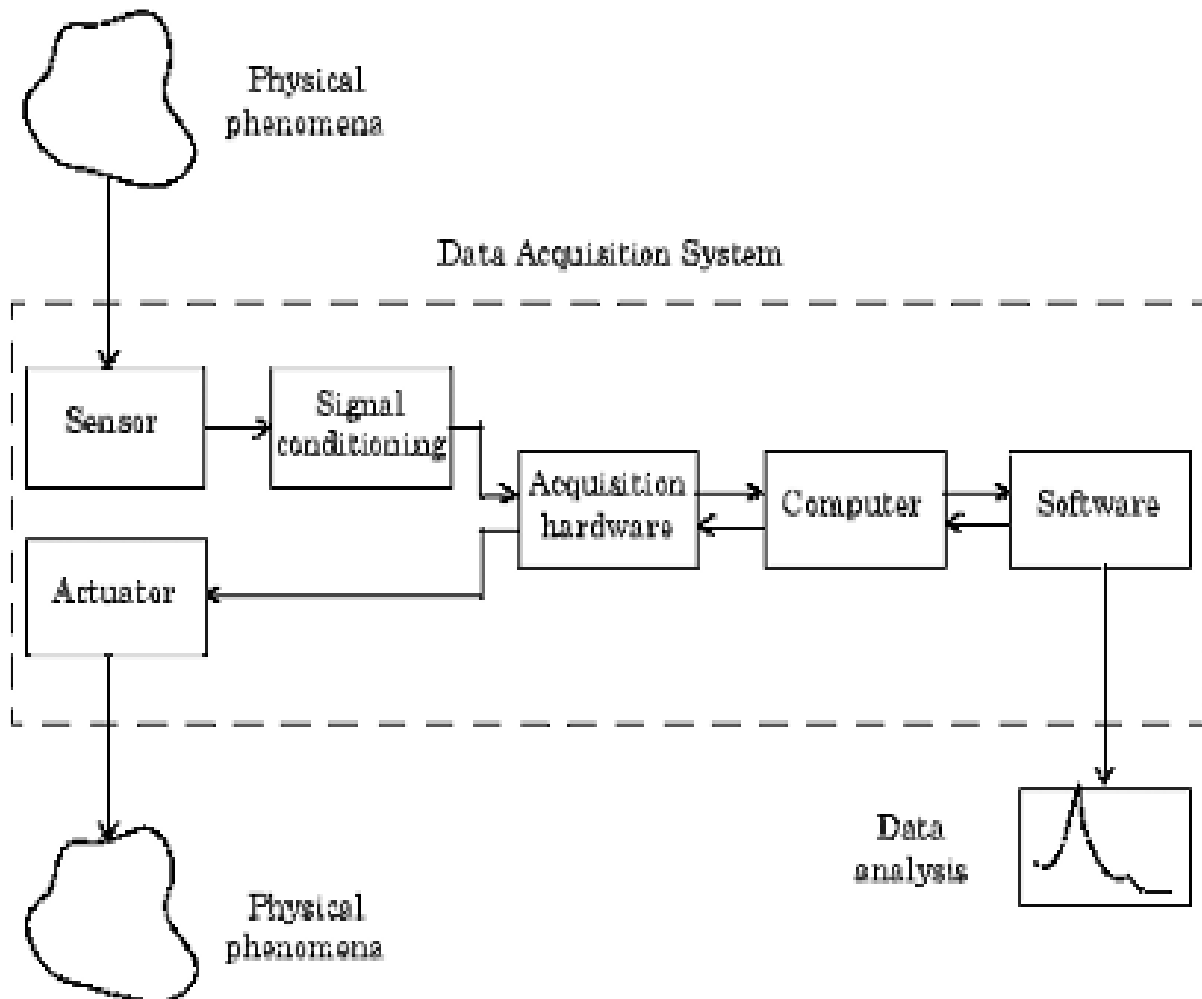 Physical
phenomena
Data Acquisition System
Sensor
Signal
conditioning
Acquisition
hardware
Computer
Software
Actuator
Data
analysis
Physical
phenomena